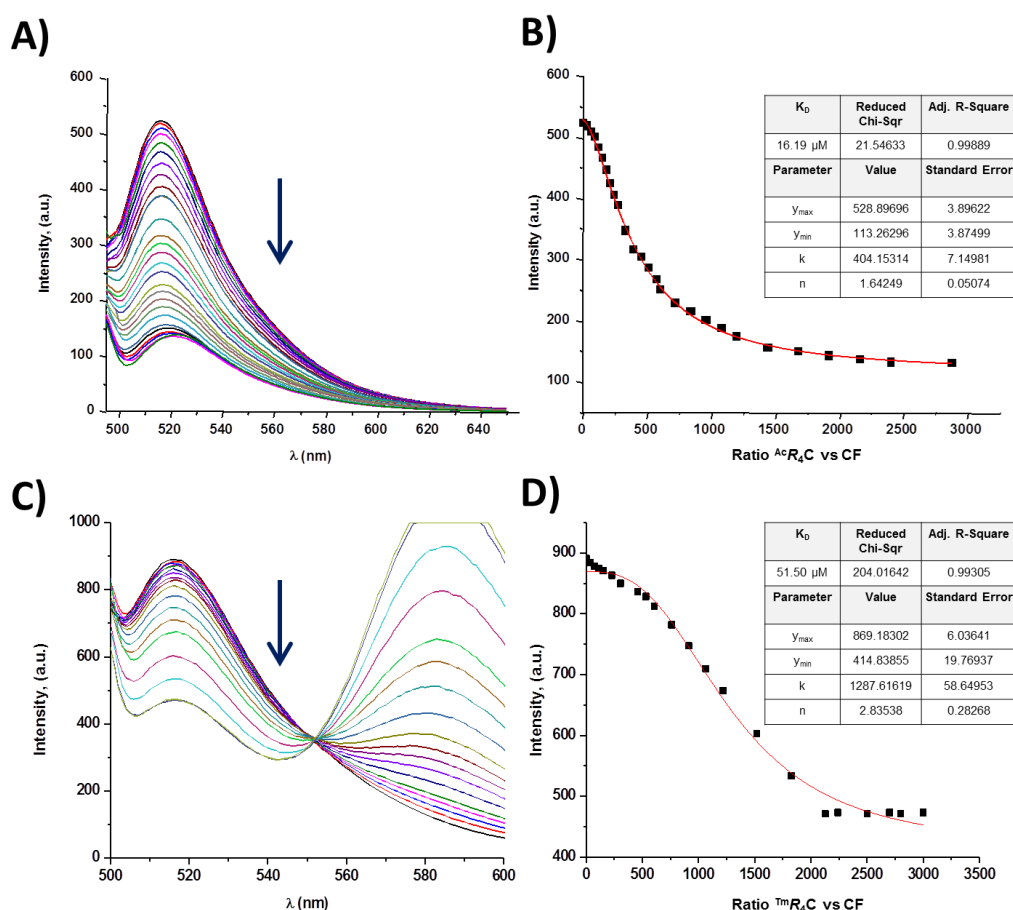 A)
600
500
400
300
200
100
0
Intensity, (a.u.)
500 520 540 560 580 600 620 640
λ (nm)
B)
600
500
400
300
200
100
Intensity (a.u.)
0 500 1000 1500 2000 2500 3000
Ratio ᴬᶜR₄C vs CF
K_D Reduced Chi-Sqr Adj. R-Square
16.19 µM 21.54633 0.99889
Parameter Value Standard Error
y_max 528.89696 3.89622
y_min 113.26296 3.87499
k 404.15314 7.14981
n 1.64249 0.05074
C)
1000
800
600
400
200
0
Intensity, (a.u.)
500 520 540 560 580 600
λ (nm)
D)
900
800
700
600
500
400
Intensity, (a.u.)
0 500 1000 1500 2000 2500 3000 3500
Ratio ᵀᵐR₄C vs CF
K_D Reduced Chi-Sqr Adj. R-Square
51.50 µM 204.01642 0.99305
Parameter Value Standard Error
y_max 869.18302 6.03641
y_min 414.83855 19.76937
k 1287.61619 58.64953
n 2.83538 0.28268